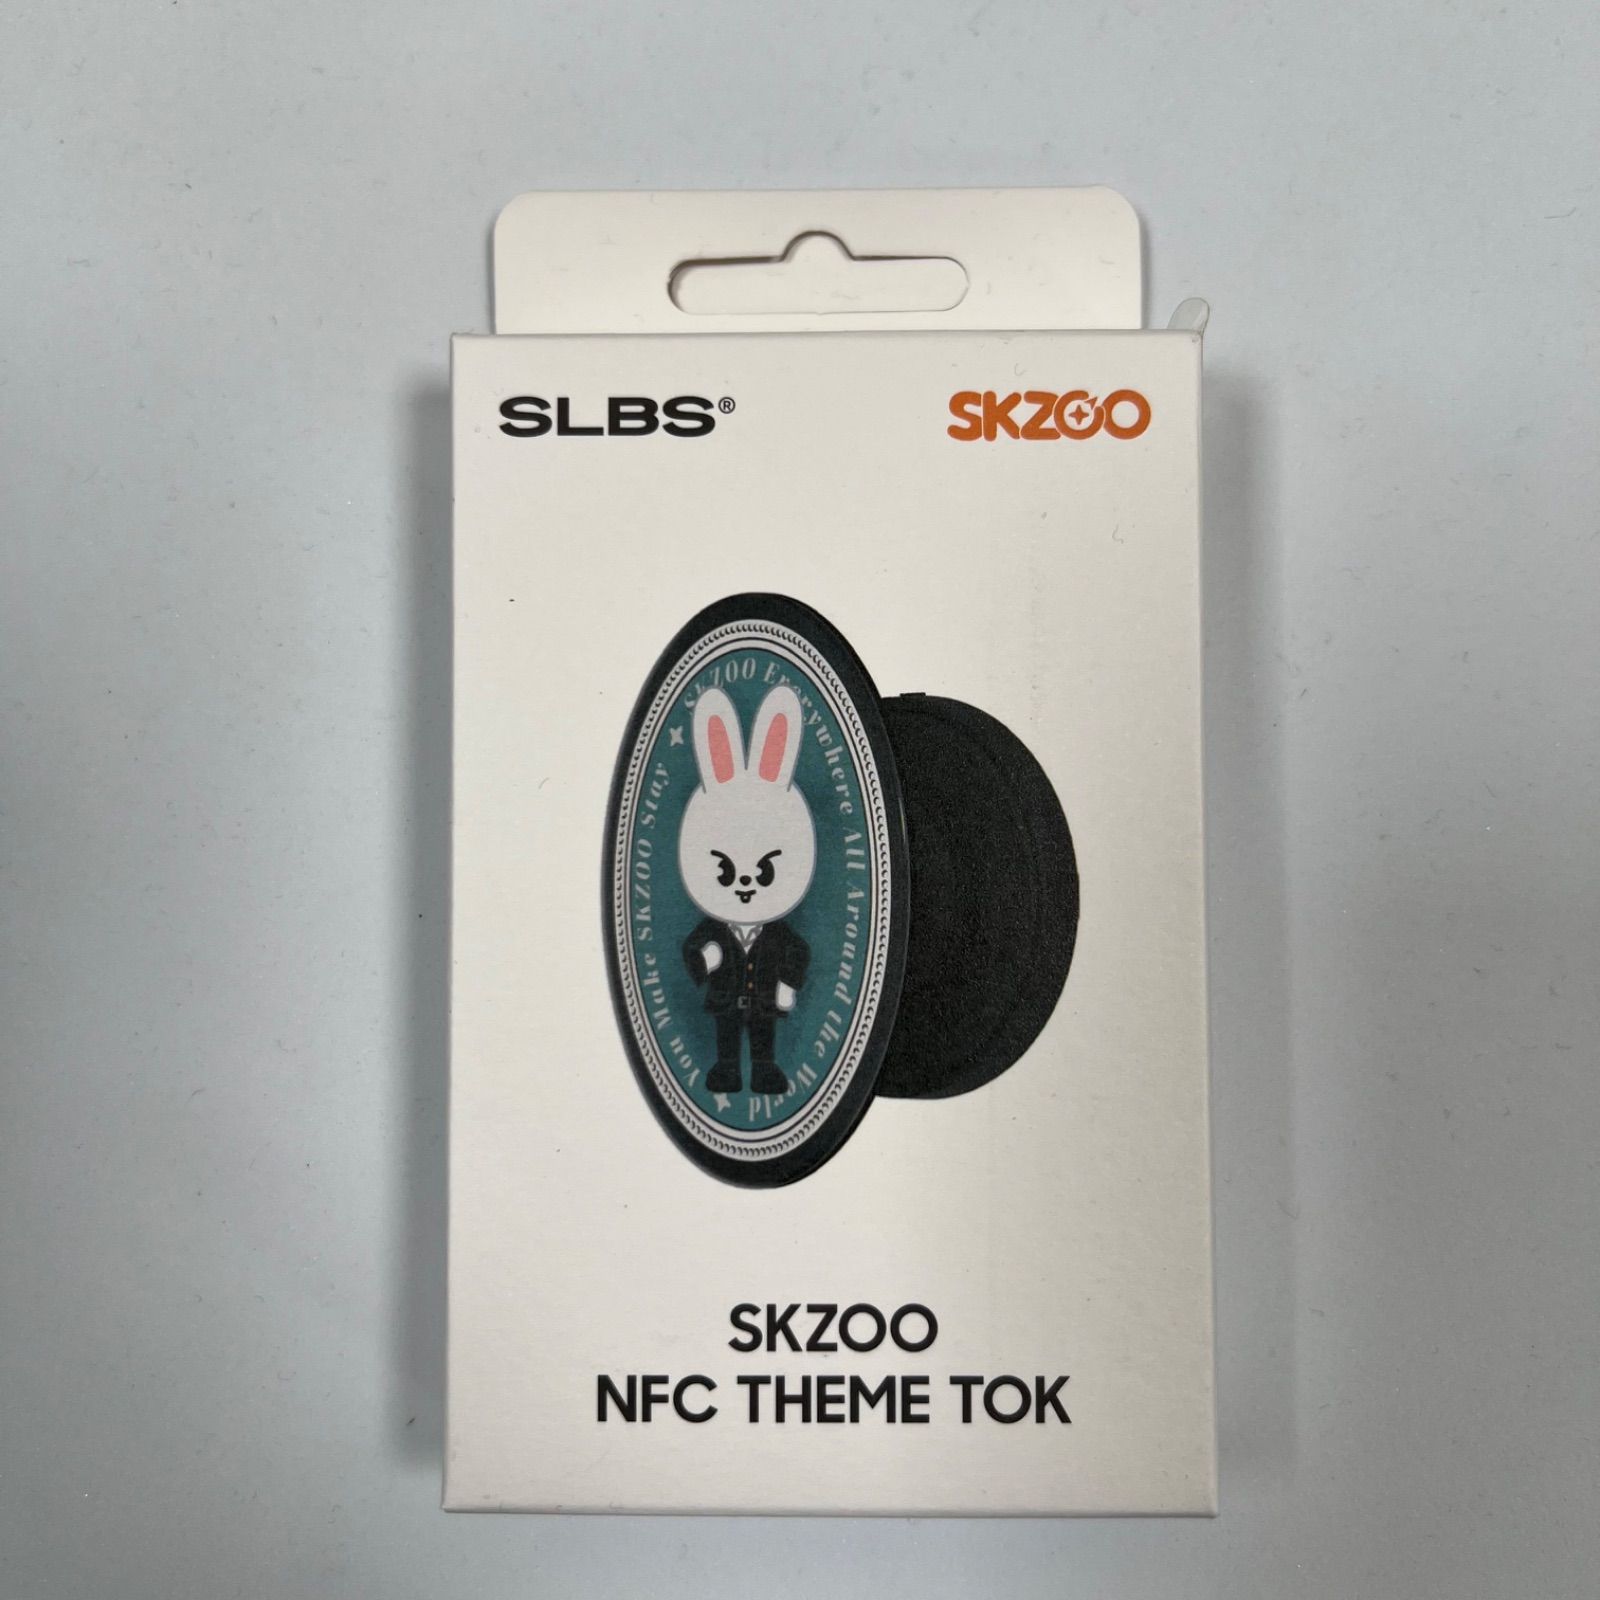 SLBS®
SKZOO
SKZOO Everywhere All Around the World
You Make SKZOO Stay
SKZOO
NFC THEME TOK